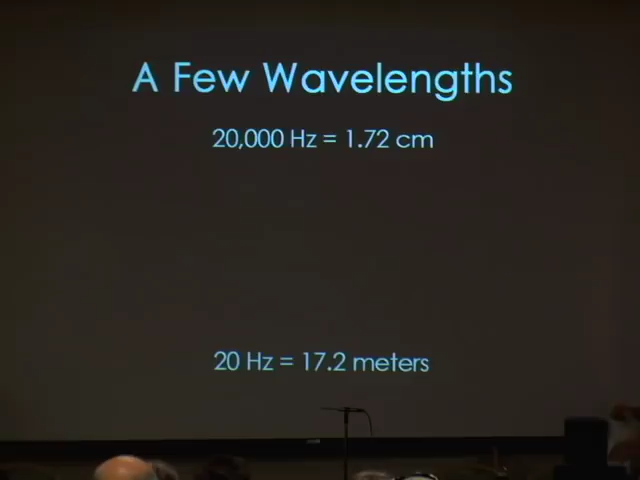 A Few Wavelengths
20,000 Hz = 1.72 cm
20 Hz = 17.2 meters